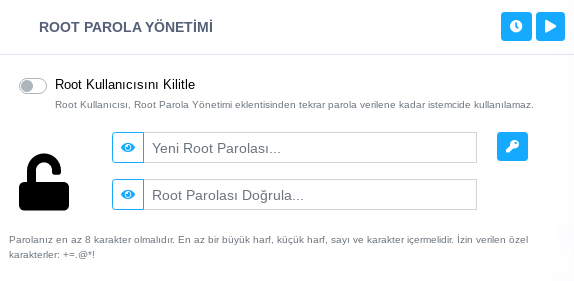 ROOT PAROLA YÖNETİMİ
Root Kullanıcısını Kilitle
Root Kullanıcısı, Root Parola Yönetimi eklentisinden tekrar parola verilene kadar istemcide kullanılamaz.
Yeni Root Parolası...
Root Parolası Doğrula...
Parolanız en az 8 karakter olmalıdır. En az bir büyük harf, küçük harf, sayı ve karakter içermelidir. İzin verilen özel
karakterler: +=.@*!